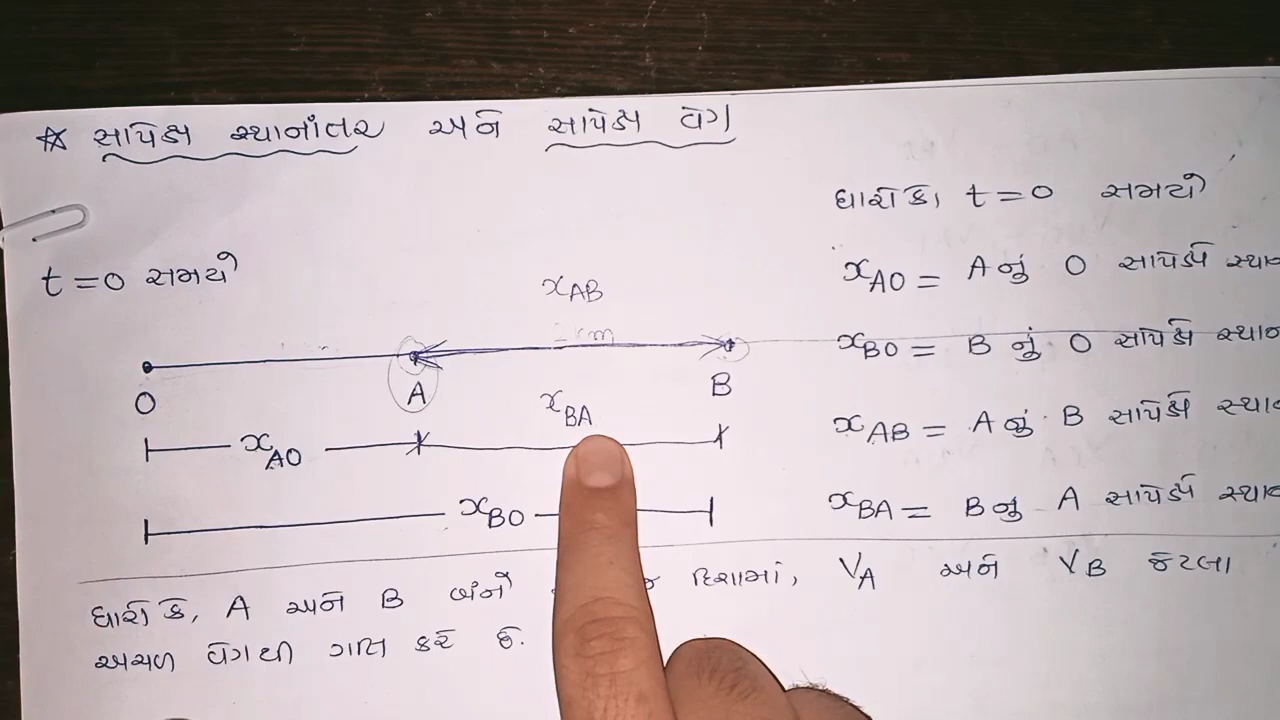 ☆ સાપેક્ષ સ્થાનાંતર અને સાપેક્ષ વેગ
t = 0 સમયે
x_AB
O A B
x_BA
x_AO
x_BO
ધારો કે, t = 0 સમયે
x_AO = A નું O સાપેક્ષે
x_BO = B નું O સાપેક્ષે
x_AB = A નું B સાપેક્ષે
x_BA = B નું A સાપેક્ષે
ધારો કે, A અને B બંને દિશામાં, V_A અને V_B કેટલા
અચળ વેગથી ગતિ કરે છે.